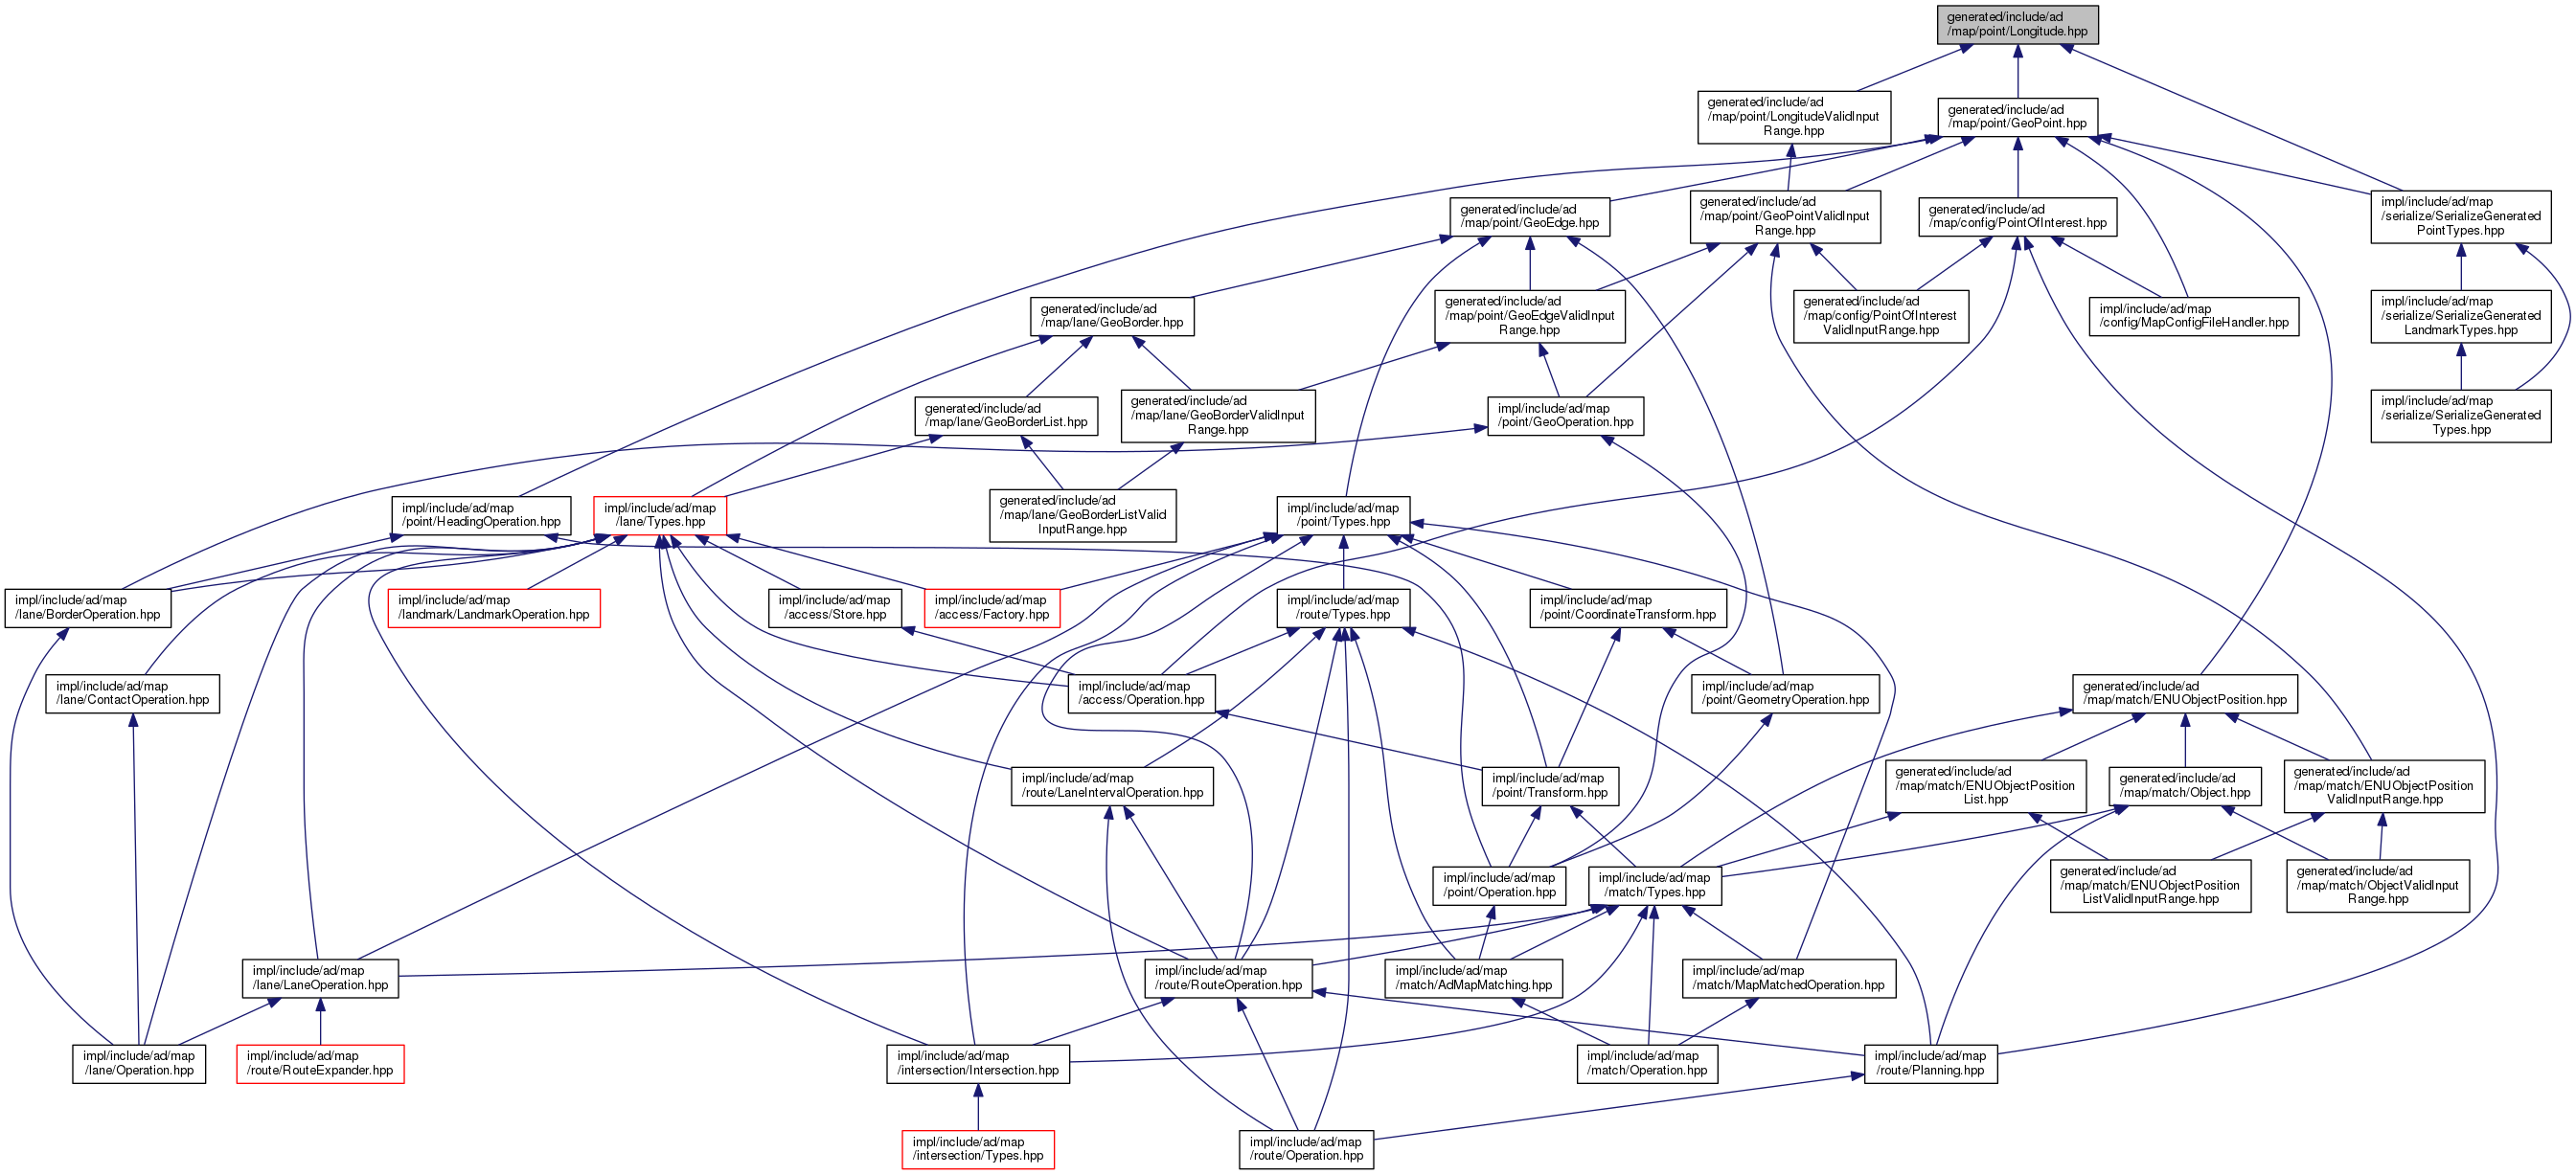 generated/include/ad
/map/point/Longitude.hpp
generated/include/ad
/map/point/LongitudeValidInput
Range.hpp
generated/include/ad
/map/point/GeoPoint.hpp
generated/include/ad
/map/point/GeoEdge.hpp
generated/include/ad
/map/point/GeoPointValidInput
Range.hpp
generated/include/ad
/map/config/PointOfInterest.hpp
impl/include/ad/map
/serialize/SerializeGenerated
PointTypes.hpp
generated/include/ad
/map/lane/GeoBorder.hpp
generated/include/ad
/map/point/GeoEdgeValidInput
Range.hpp
generated/include/ad
/map/config/PointOfInterest
ValidInputRange.hpp
impl/include/ad/map
/config/MapConfigFileHandler.hpp
impl/include/ad/map
/serialize/SerializeGenerated
LandmarkTypes.hpp
generated/include/ad
/map/lane/GeoBorderList.hpp
generated/include/ad
/map/lane/GeoBorderValidInput
Range.hpp
impl/include/ad/map
/point/GeoOperation.hpp
impl/include/ad/map
/serialize/SerializeGenerated
Types.hpp
impl/include/ad/map
/point/HeadingOperation.hpp
impl/include/ad/map
/lane/Types.hpp
generated/include/ad
/map/lane/GeoBorderListValid
InputRange.hpp
impl/include/ad/map
/point/Types.hpp
impl/include/ad/map
/lane/BorderOperation.hpp
impl/include/ad/map
/landmark/LandmarkOperation.hpp
impl/include/ad/map
/access/Store.hpp
impl/include/ad/map
/access/Factory.hpp
impl/include/ad/map
/route/Types.hpp
impl/include/ad/map
/point/CoordinateTransform.hpp
impl/include/ad/map
/lane/ContactOperation.hpp
impl/include/ad/map
/access/Operation.hpp
impl/include/ad/map
/point/GeometryOperation.hpp
generated/include/ad
/map/match/ENUObjectPosition.hpp
impl/include/ad/map
/route/LaneIntervalOperation.hpp
impl/include/ad/map
/point/Transform.hpp
generated/include/ad
/map/match/ENUObjectPosition
List.hpp
generated/include/ad
/map/match/Object.hpp
generated/include/ad
/map/match/ENUObjectPosition
ValidInputRange.hpp
impl/include/ad/map
/point/Operation.hpp
impl/include/ad/map
/match/Types.hpp
generated/include/ad
/map/match/ENUObjectPosition
ListValidInputRange.hpp
generated/include/ad
/map/match/ObjectValidInput
Range.hpp
impl/include/ad/map
/lane/LaneOperation.hpp
impl/include/ad/map
/route/RouteOperation.hpp
impl/include/ad/map
/match/AdMapMatching.hpp
impl/include/ad/map
/match/MapMatchedOperation.hpp
impl/include/ad/map
/lane/Operation.hpp
impl/include/ad/map
/route/RouteExpander.hpp
impl/include/ad/map
/intersection/Intersection.hpp
impl/include/ad/map
/match/Operation.hpp
impl/include/ad/map
/route/Planning.hpp
impl/include/ad/map
/intersection/Types.hpp
impl/include/ad/map
/route/Operation.hpp